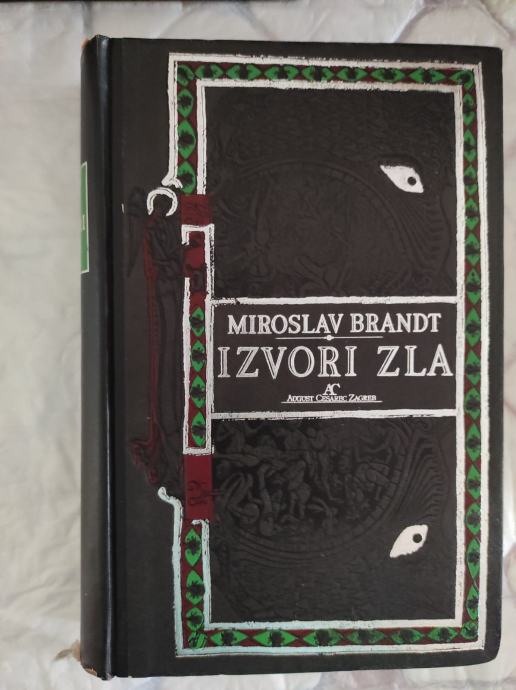 MIROSLAV BRANDT
IZVORI ZLA
AC
AUGUST CESAREC ZAGREB